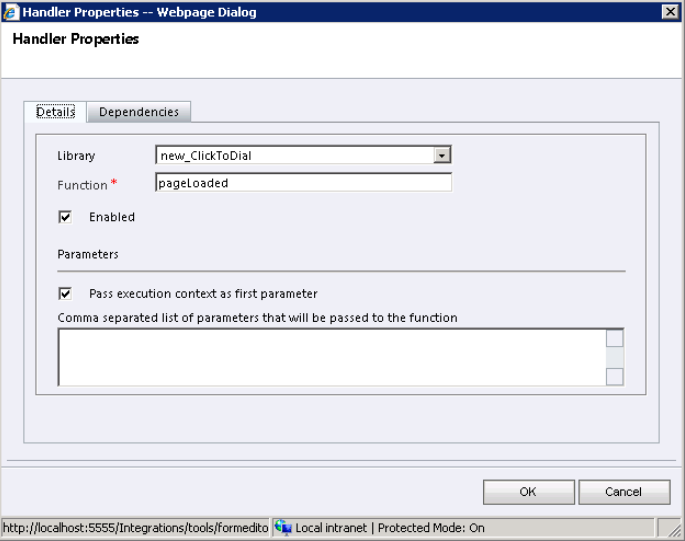 Handler Properties -- Webpage Dialog
Handler Properties
Details Dependencies
Library new_ClickToDial
Function * pageLoaded
Enabled
Parameters
Pass execution context as first parameter
Comma separated list of parameters that will be passed to the function
OK Cancel
http://localhost:5555/Integrations/tools/formedito Local intranet | Protected Mode: On